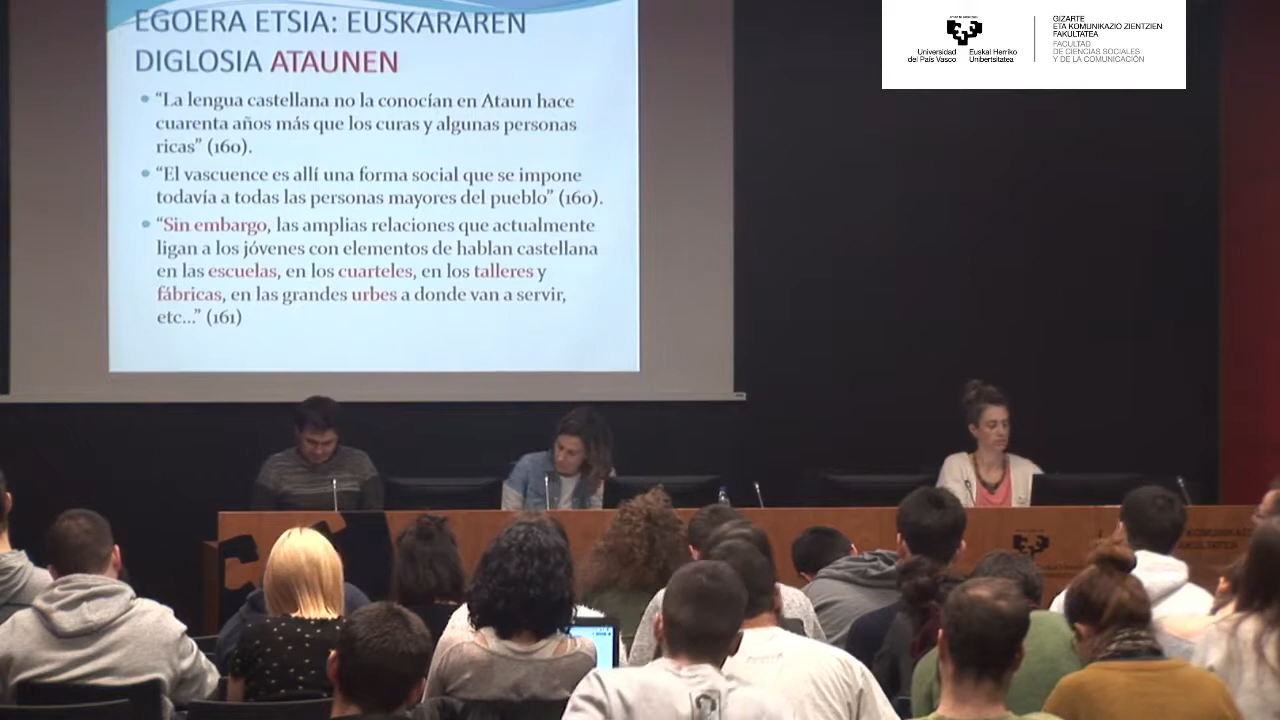 EGOERA ETSIA: EUSKARAREN
DIGLOSIA ATAUNEN
“La lengua castellana no la conocían en Ataun hace
cuarenta años más que los curas y algunas personas
ricas” (160).
“El vascuence es allí una forma social que se impone
todavía a todas las personas mayores del pueblo” (160).
“Sin embargo, las amplias relaciones que actualmente
ligan a los jóvenes con elementos de hablan castellana
en las escuelas, en los cuarteles, en los talleres y
fábricas, en las grandes urbes a donde van a servir,
etc...” (161)
Universidad
del País Vasco
Euskal Herriko
Unibertsitatea
GIZARTE
ETA KOMUNIKAZIO ZIENTZIEN
FAKULTATEA
FACULTAD
DE CIENCIAS SOCIALES
Y DE LA COMUNICACIÓN